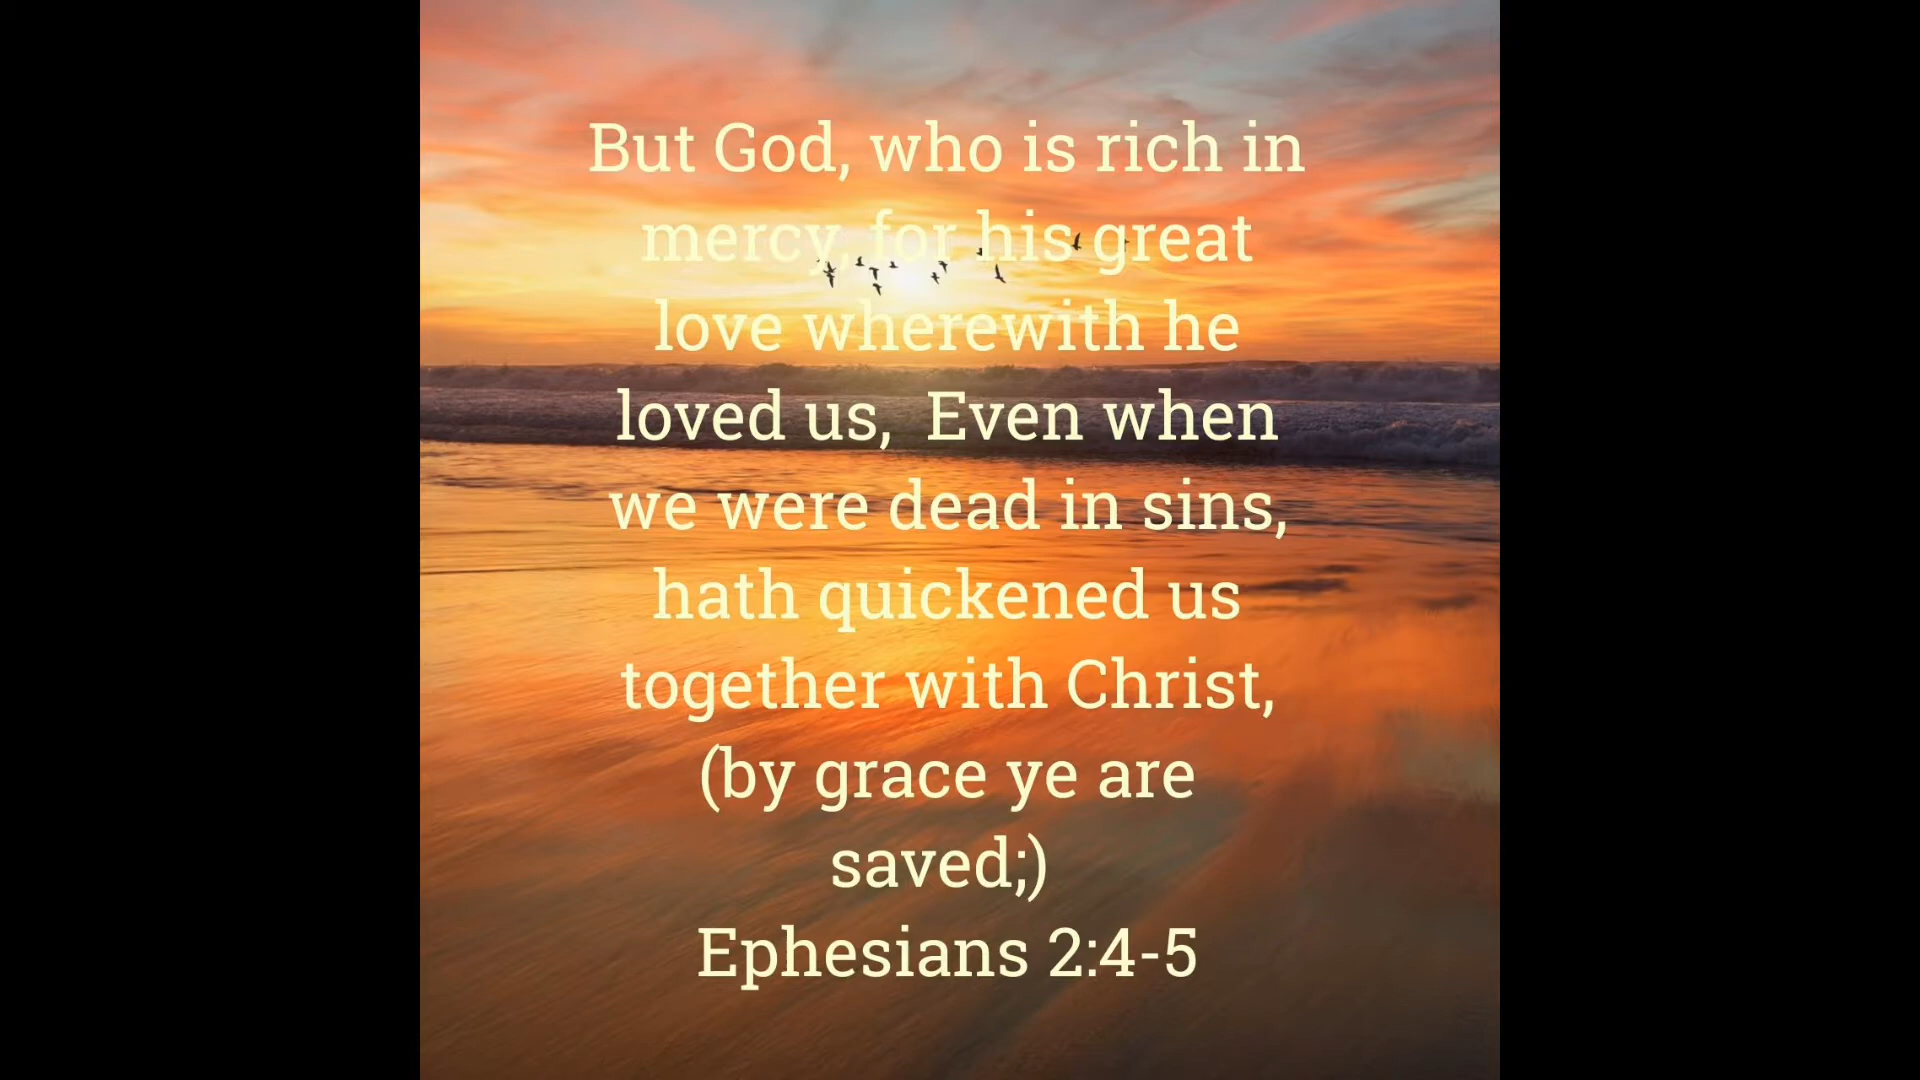 But God, who is rich in
mercy, for his great
love wherewith he
loved us,  Even when
we were dead in sins,
hath quickened us
together with Christ,
(by grace ye are
saved;)
Ephesians 2:4-5